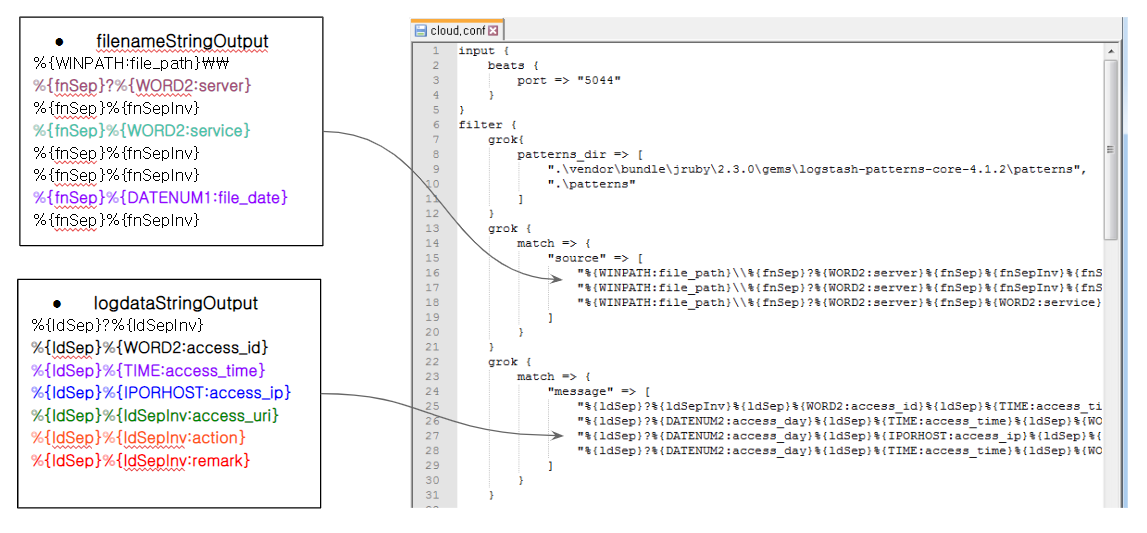 ● filenameStringOutput
%{WINPATH:file_path}₩₩
%{fnSep}?%{WORD2:server}
%{fnSep}%{fnSepInv}
%{fnSep}%{WORD2:service}
%{fnSep}%{fnSepInv}
%{fnSep}%{fnSepInv}
%{fnSep}%{DATENUM1:file_date}
%{fnSep}%{fnSepInv}
● logdataStringOutput
%{ldSep}?%{ldSepInv}
%{ldSep}%{WORD2:access_id}
%{ldSep}%{TIME:access_time}
%{ldSep}%{IPORHOST:access_ip}
%{ldSep}%{ldSepInv:access_uri}
%{ldSep}%{ldSepInv:action}
%{ldSep}%{ldSepInv:remark}
cloud.conf
1 input {
2 beats {
3 port => "5044"
4 }
5 }
6 filter {
7 grok{
8 patterns_dir => [
9 ".\vendor\bundle\jruby\2.3.0\gems\logstash-patterns-core-4.1.2\patterns",
10 ".\patterns"
11 ]
12 }
13 grok {
14 match => {
15 "source" => [
16 "%{WINPATH:file_path}\\%{fnSep}?%{WORD2:server}%{fnSep}%{fnSepInv}%{fnS
17 "%{WINPATH:file_path}\\%{fnSep}?%{WORD2:server}%{fnSep}%{fnSepInv}%{fnS
18 "%{WINPATH:file_path}\\%{fnSep}?%{WORD2:server}%{fnSep}%{WORD2:service}
19 ]
20 }
21 }
22 grok {
23 match => {
24 "message" => [
25 "%{ldSep}?%{ldSepInv}%{ldSep}%{WORD2:access_id}%{ldSep}%{TIME:access_ti
26 "%{ldSep}?%{DATENUM2:access_day}%{ldSep}%{TIME:access_time}%{ldSep}%{WO
27 "%{ldSep}?%{DATENUM2:access_day}%{ldSep}%{IPORHOST:access_ip}%{ldSep}%{
28 "%{ldSep}?%{DATENUM2:access_day}%{ldSep}%{TIME:access_time}%{ldSep}%{WO
29 ]
30 }
31 }